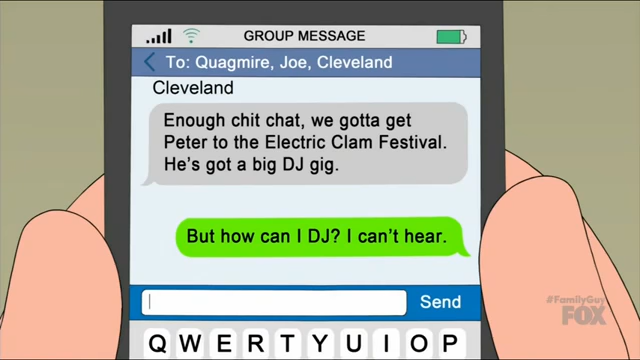 GROUP MESSAGE
To: Quagmire, Joe, Cleveland
Cleveland
Enough chit chat, we gotta get
Peter to the Electric Clam Festival.
He's got a big DJ gig.
But how can I DJ? I can't hear.
Send
#FamilyGuy
FOX
Q W E R T Y U I O P